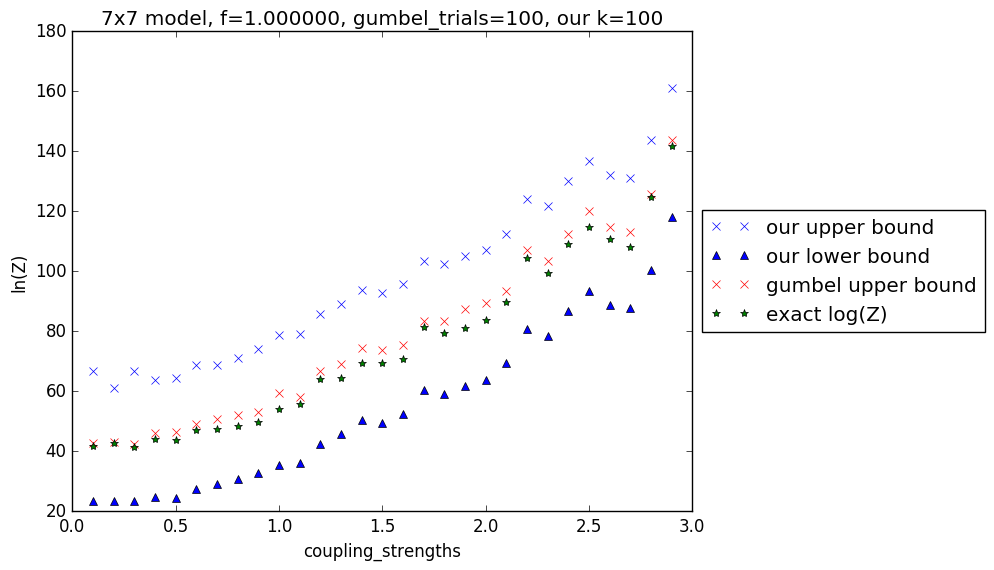 7x7 model, f=1.000000, gumbel_trials=100, our k=100
ln(Z)
180
160
140
120
100
80
60
40
20
0.0 0.5 1.0 1.5 2.0 2.5 3.0
coupling_strengths
our upper bound
our lower bound
gumbel upper bound
exact log(Z)